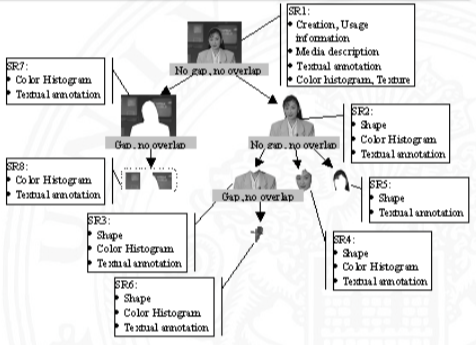 SR1:
• Creation, Usage
information
• Media description
• Textual annotation
• Color histogram, Texture
SR7:
• Color Histogram
• Textual annotation
No gap, no overlap
SR2:
• Shape
• Color Histogram
• Textual annotation
Gap, no overlap
No gap, no overlap
SR8:
• Color Histogram
• Textual annotation
SR5:
• Shape
• Textual annotation
Gap, no overlap
SR3:
• Shape
• Color Histogram
• Textual annotation
SR4:
• Shape
• Color Histogram
• Textual annotation
SR6:
• Shape
• Color Histogram
• Textual annotation